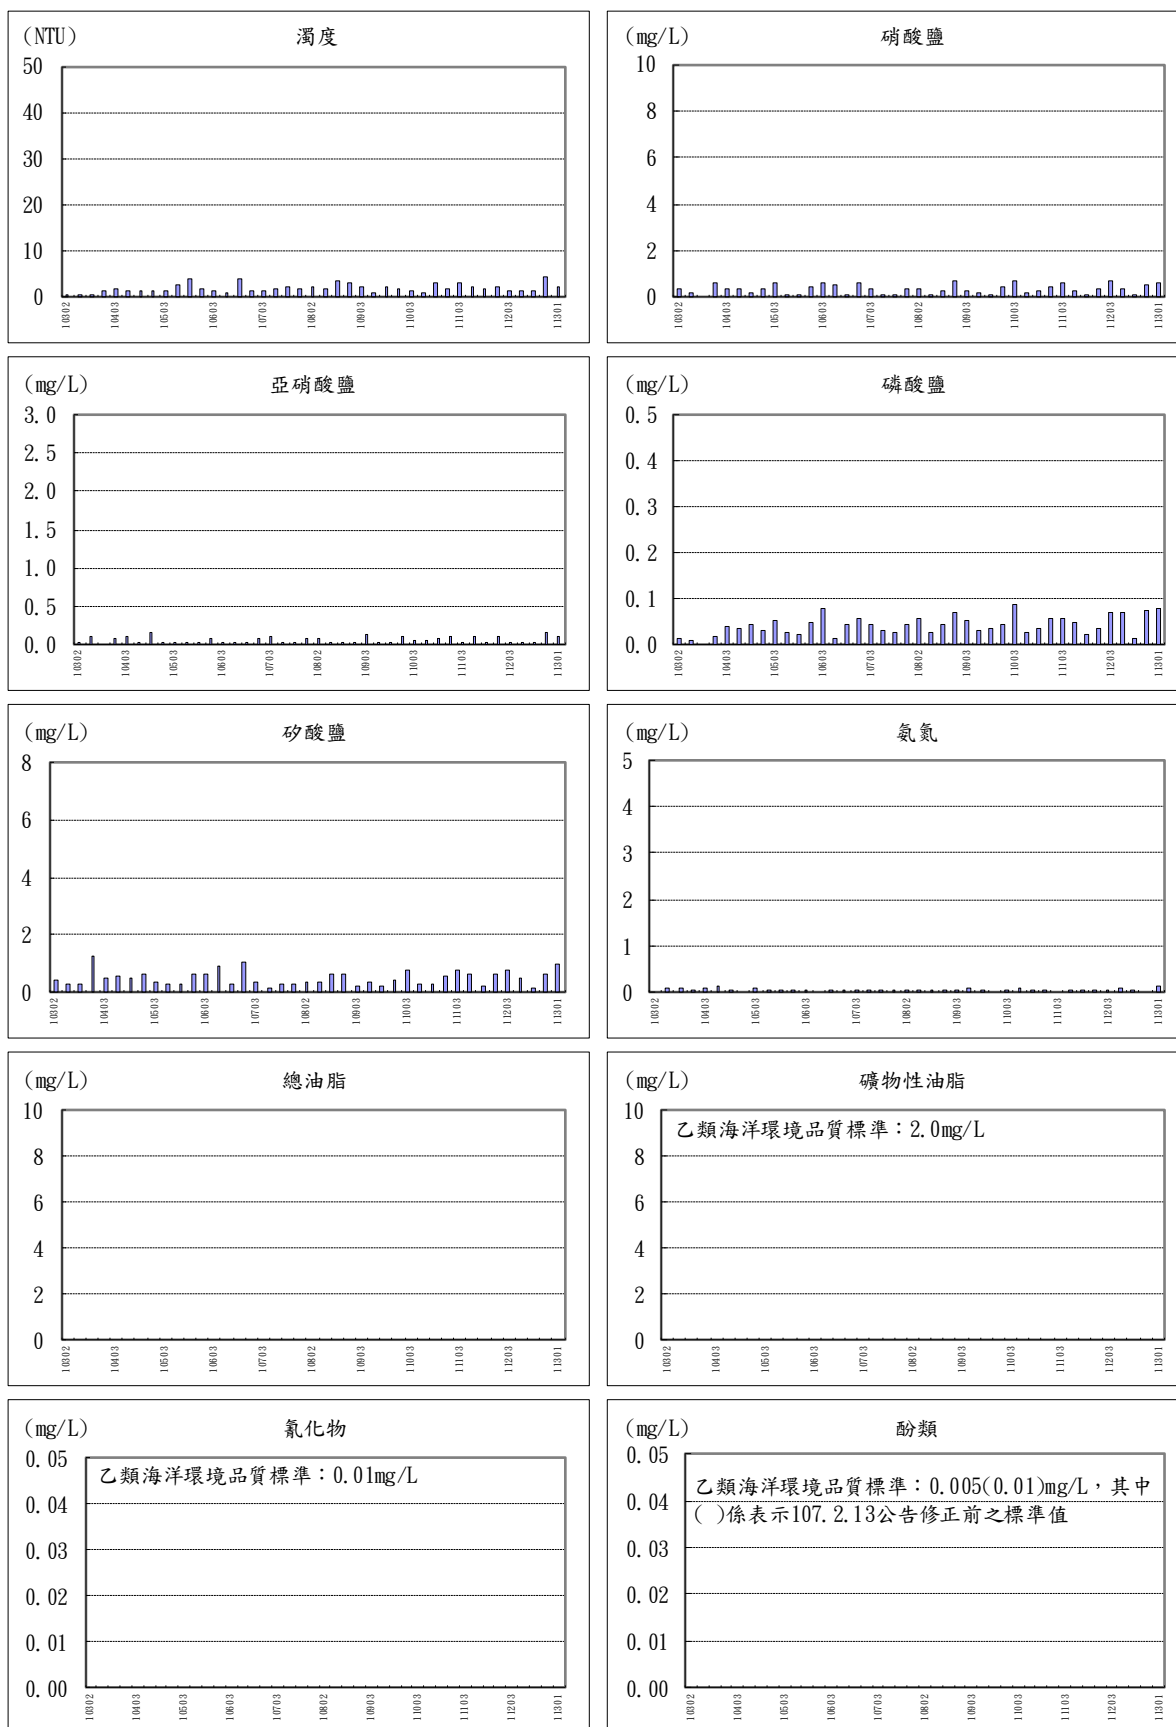 (NTU) 濁度
50
40
30
20
10
0
10302 10403 10503 10603 10703 10802 10903 11003 11103 11203 11301
(mg/L) 硝酸鹽
10
8
6
4
2
0
10302 10403 10503 10603 10703 10802 10903 11003 11103 11203 11301
(mg/L) 亞硝酸鹽
3.0
2.5
2.0
1.5
1.0
0.5
0.0
10302 10403 10503 10603 10703 10802 10903 11003 11103 11203 11301
(mg/L) 磷酸鹽
0.5
0.4
0.3
0.2
0.1
0.0
10302 10403 10503 10603 10703 10802 10903 11003 11103 11203 11301
(mg/L) 矽酸鹽
8
6
4
2
0
10302 10403 10503 10603 10703 10802 10903 11003 11103 11203 11301
(mg/L) 氨氮
5
4
3
2
1
0
10302 10403 10503 10603 10703 10802 10903 11003 11103 11203 11301
(mg/L) 總油脂
10
8
6
4
2
0
10302 10403 10503 10603 10703 10802 10903 11003 11103 11203 11301
(mg/L) 礦物性油脂
乙類海洋環境品質標準：2.0mg/L
10
8
6
4
2
0
10302 10403 10503 10603 10703 10802 10903 11003 11103 11203 11301
(mg/L) 氰化物
乙類海洋環境品質標準：0.01mg/L
0.05
0.04
0.03
0.02
0.01
0.00
10302 10403 10503 10603 10703 10802 10903 11003 11103 11203 11301
(mg/L) 酚類
乙類海洋環境品質標準：0.005(0.01)mg/L，其中
( )係表示107.2.13公告修正前之標準值
0.05
0.04
0.03
0.02
0.01
0.00
10302 10403 10503 10603 10703 10802 10903 11003 11103 11203 11301